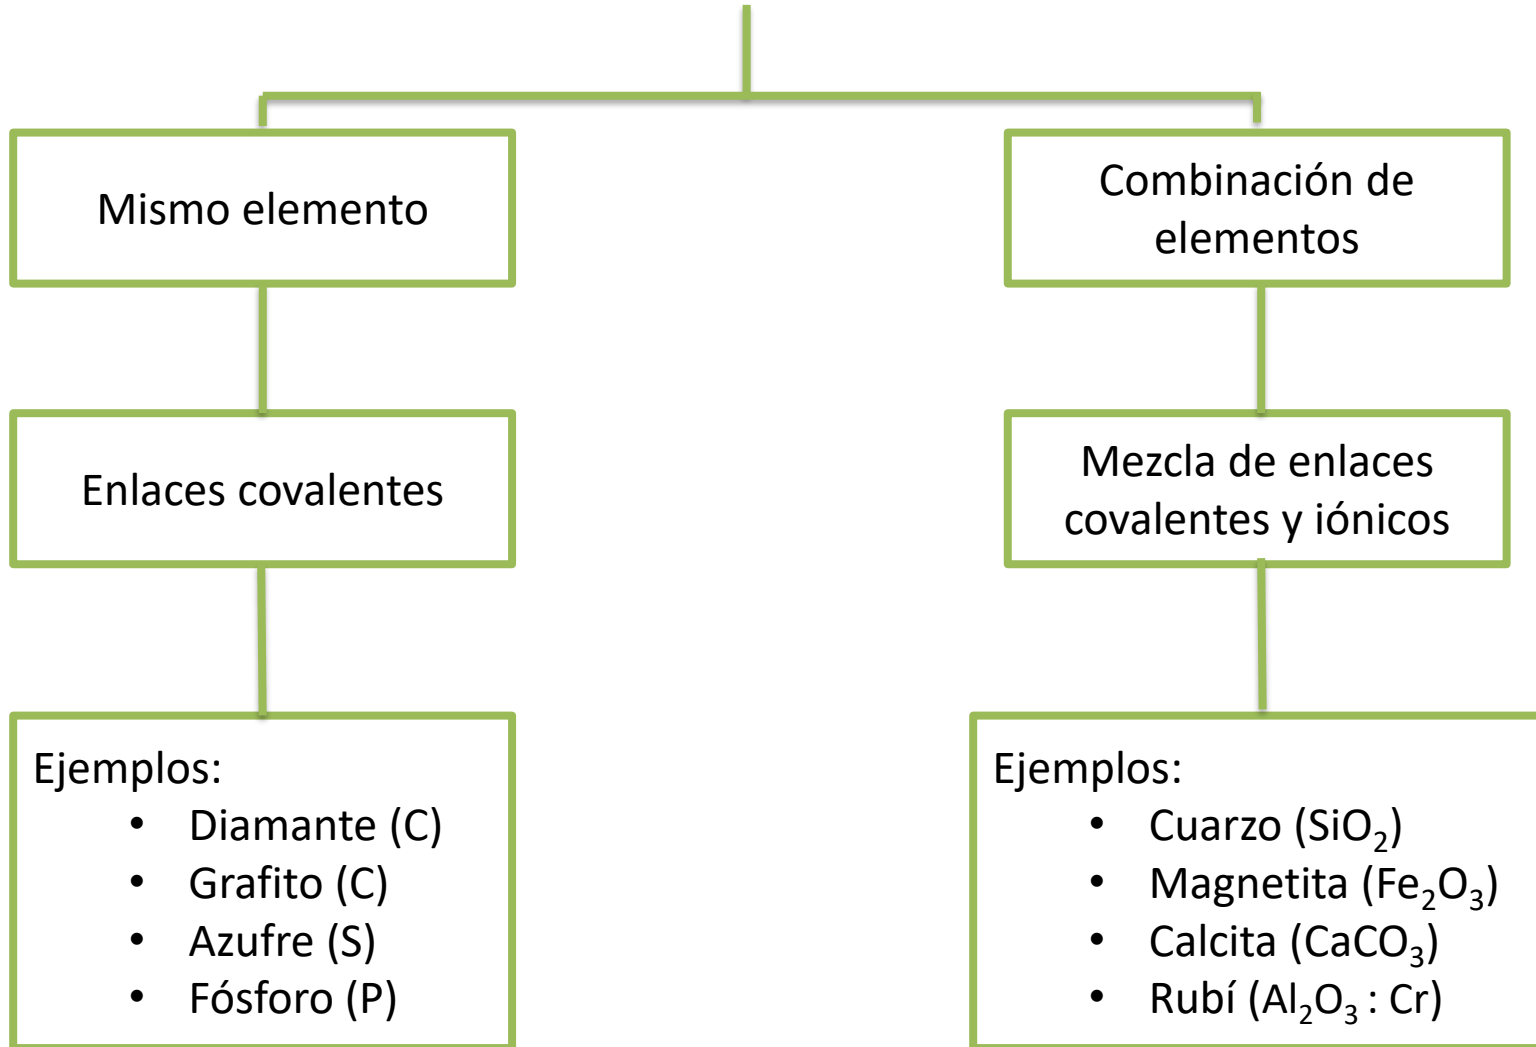 Mismo elemento
Combinación de
elementos
Enlaces covalentes
Mezcla de enlaces
covalentes y iónicos
Ejemplos:
• Diamante (C)
• Grafito (C)
• Azufre (S)
• Fósforo (P)
Ejemplos:
• Cuarzo (SiO₂)
• Magnetita (Fe₂O₃)
• Calcita (CaCO₃)
• Rubí (Al₂O₃ : Cr)